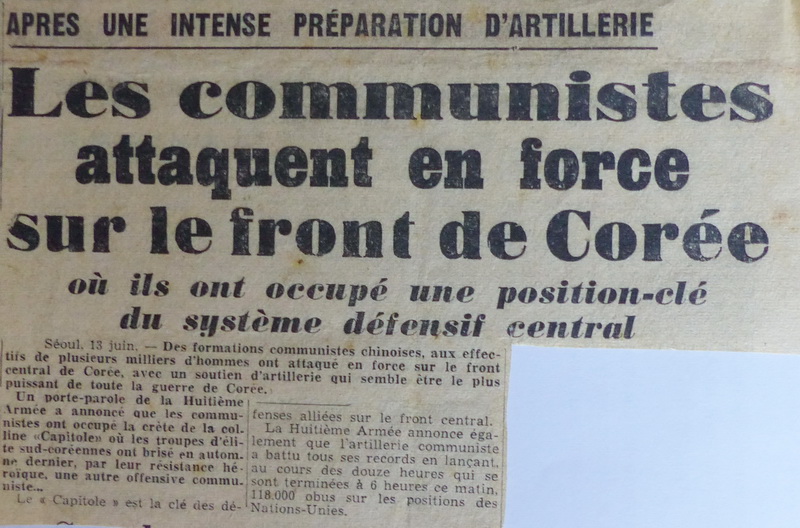 APRES UNE INTENSE PRÉPARATION D'ARTILLERIE
Les communistes
attaquent en force
sur le front de Corée
où ils ont occupé une position-clé
du système défensif central
Séoul, 13 juin. — Des formations communistes chinoises, aux effec-
tifs de plusieurs milliers d'hommes ont attaqué en force sur le front
central de Corée, avec un soutien d'artillerie qui semble être le plus
puissant de toute la guerre de Corée.
Un porte-parole de la Huitième
Armée a annoncé que les commu-
nistes ont occupé la crête de la col-
line «Capitole» où les troupes d'éli-
te sud-coréennes ont brisé en autom-
ne dernier, par leur résistance hé-
roïque, une autre offensive commu-
niste...
Le « Capitole » est la clé des dé-
fenses alliées sur le front central.
La Huitième Armée annonce éga-
lement que l'artillerie communiste
a battu tous ses records en lançant,
au cours des douze heures qui se
sont terminées à 6 heures ce matin,
118.000 obus sur les positions des
Nations-Unies.